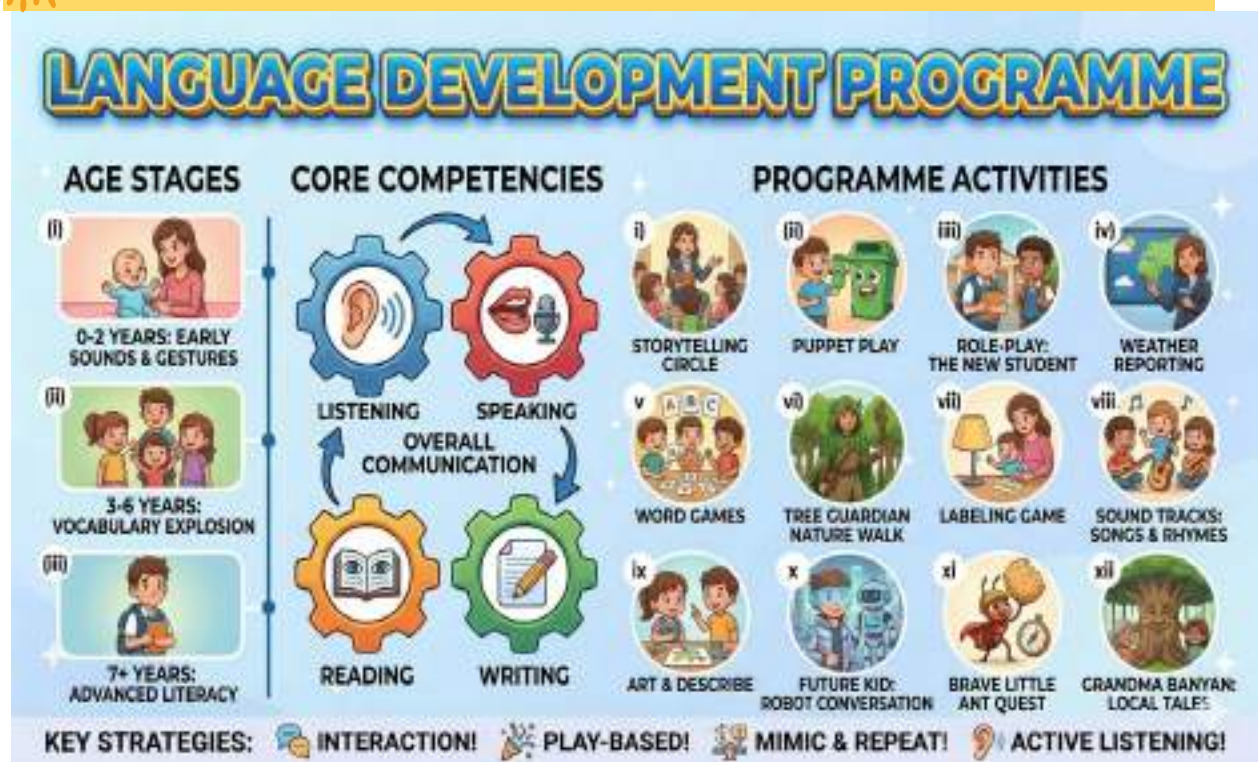 LANGUAGE DEVELOPMENT PROGRAMME
AGE STAGES
(i)
0-2 YEARS: EARLY
SOUNDS & GESTURES
(ii)
3-6 YEARS:
VOCABULARY EXPLOSION
(iii)
7+ YEARS:
ADVANCED LITERACY
CORE COMPETENCIES
LISTENING
SPEAKING
OVERALL
COMMUNICATION
READING
WRITING
PROGRAMME ACTIVITIES
i)
STORYTELLING
CIRCLE
(ii)
PUPPET PLAY
iii)
ROLE-PLAY:
THE NEW STUDENT
iv)
WEATHER
REPORTING
v
A B C
WORD GAMES
vi)
TREE GUARDIAN
NATURE WALK
vii)
LABELING GAME
viii.
SOUND TRACKS:
SONGS & RHYMES
ix
ART & DESCRIBE
x
FUTURE KID:
ROBOT CONVERSATION
xi
BRAVE LITTLE
ANT QUEST
xii
GRANDMA BANYAN:
LOCAL TALES
KEY STRATEGIES: INTERACTION! PLAY-BASED! MIMIC & REPEAT! ACTIVE LISTENING!